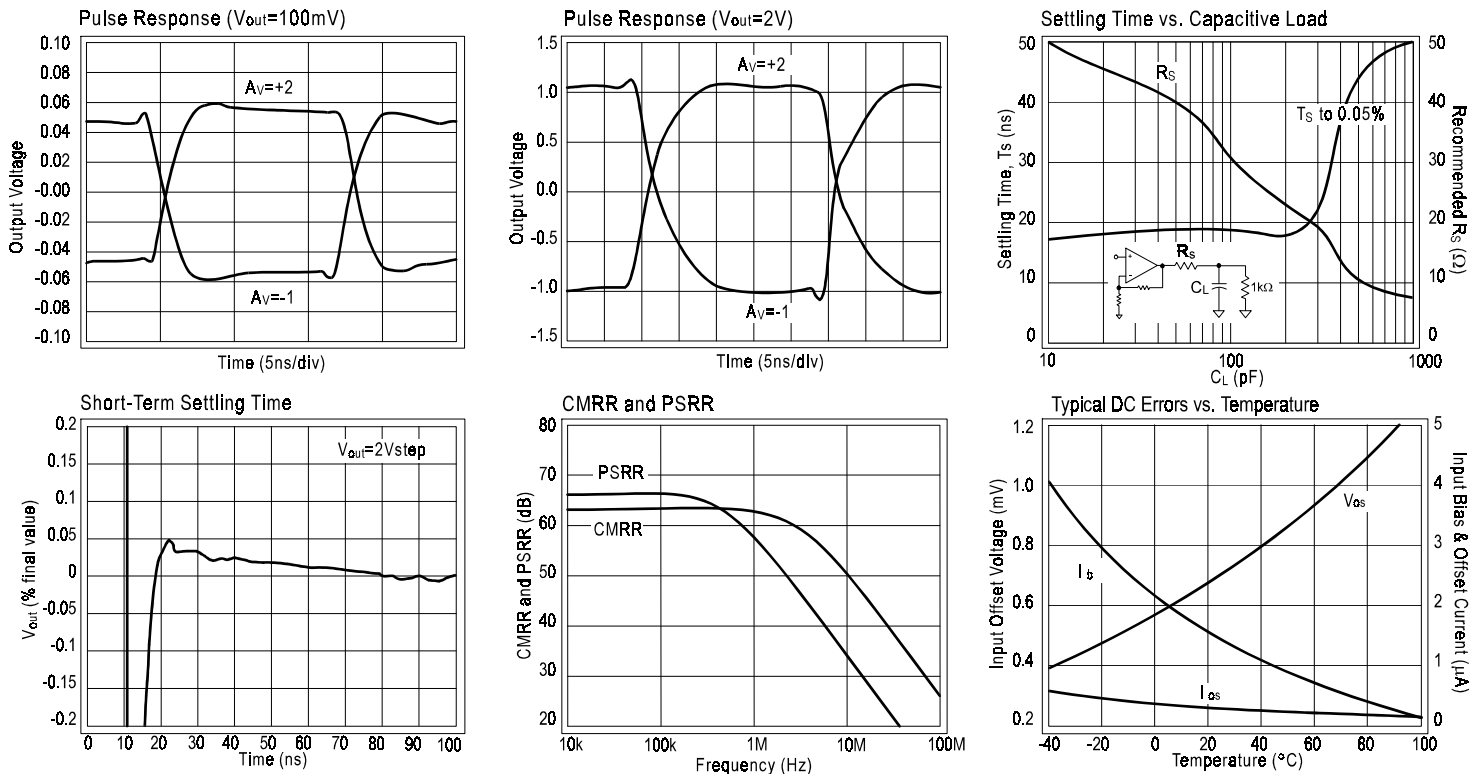 Pulse Response (Vout=100mV)
Output Voltage
0.10
0.08
0.06
0.04
0.02
-0.00
-0.02
-0.04
-0.06
-0.08
-0.10
AV=+2
AV=-1
Time (5ns/div)
Pulse Response (Vout=2V)
Output Voltage
1.5
1.0
0.5
0.0
-0.5
-1.0
-1.5
AV=+2
AV=-1
Time (5ns/div)
Settling Time vs. Capacitive Load
Settling Time, Ts (ns)
50
40
30
20
10
0
RS
TS to 0.05%
Rs
+
-
CL
1kΩ
50
40
30
20
10
0
Recommended RS (Ω)
10 100 1000
CL (pF)
Short-Term Settling Time
Vout (% final value)
0.2
0.15
0.1
0.05
0
-0.05
-0.1
-0.15
-0.2
Vout=2Vstep
0 10 20 30 40 50 60 70 80 90 100
Time (ns)
CMRR and PSRR
CMRR and PSRR (dB)
80
70
60
50
40
30
20
PSRR
CMRR
10k 100k 1M 10M 100M
Frequency (Hz)
Typical DC Errors vs. Temperature
Input Offset Voltage (mV)
1.2
1.0
0.8
0.6
0.4
0.2
Vos
Ib
Ios
5
4
3
2
1
0
Input Bias & Offset Current (μA)
-40 -20 0 20 40 60 80 100
Temperature (°C)